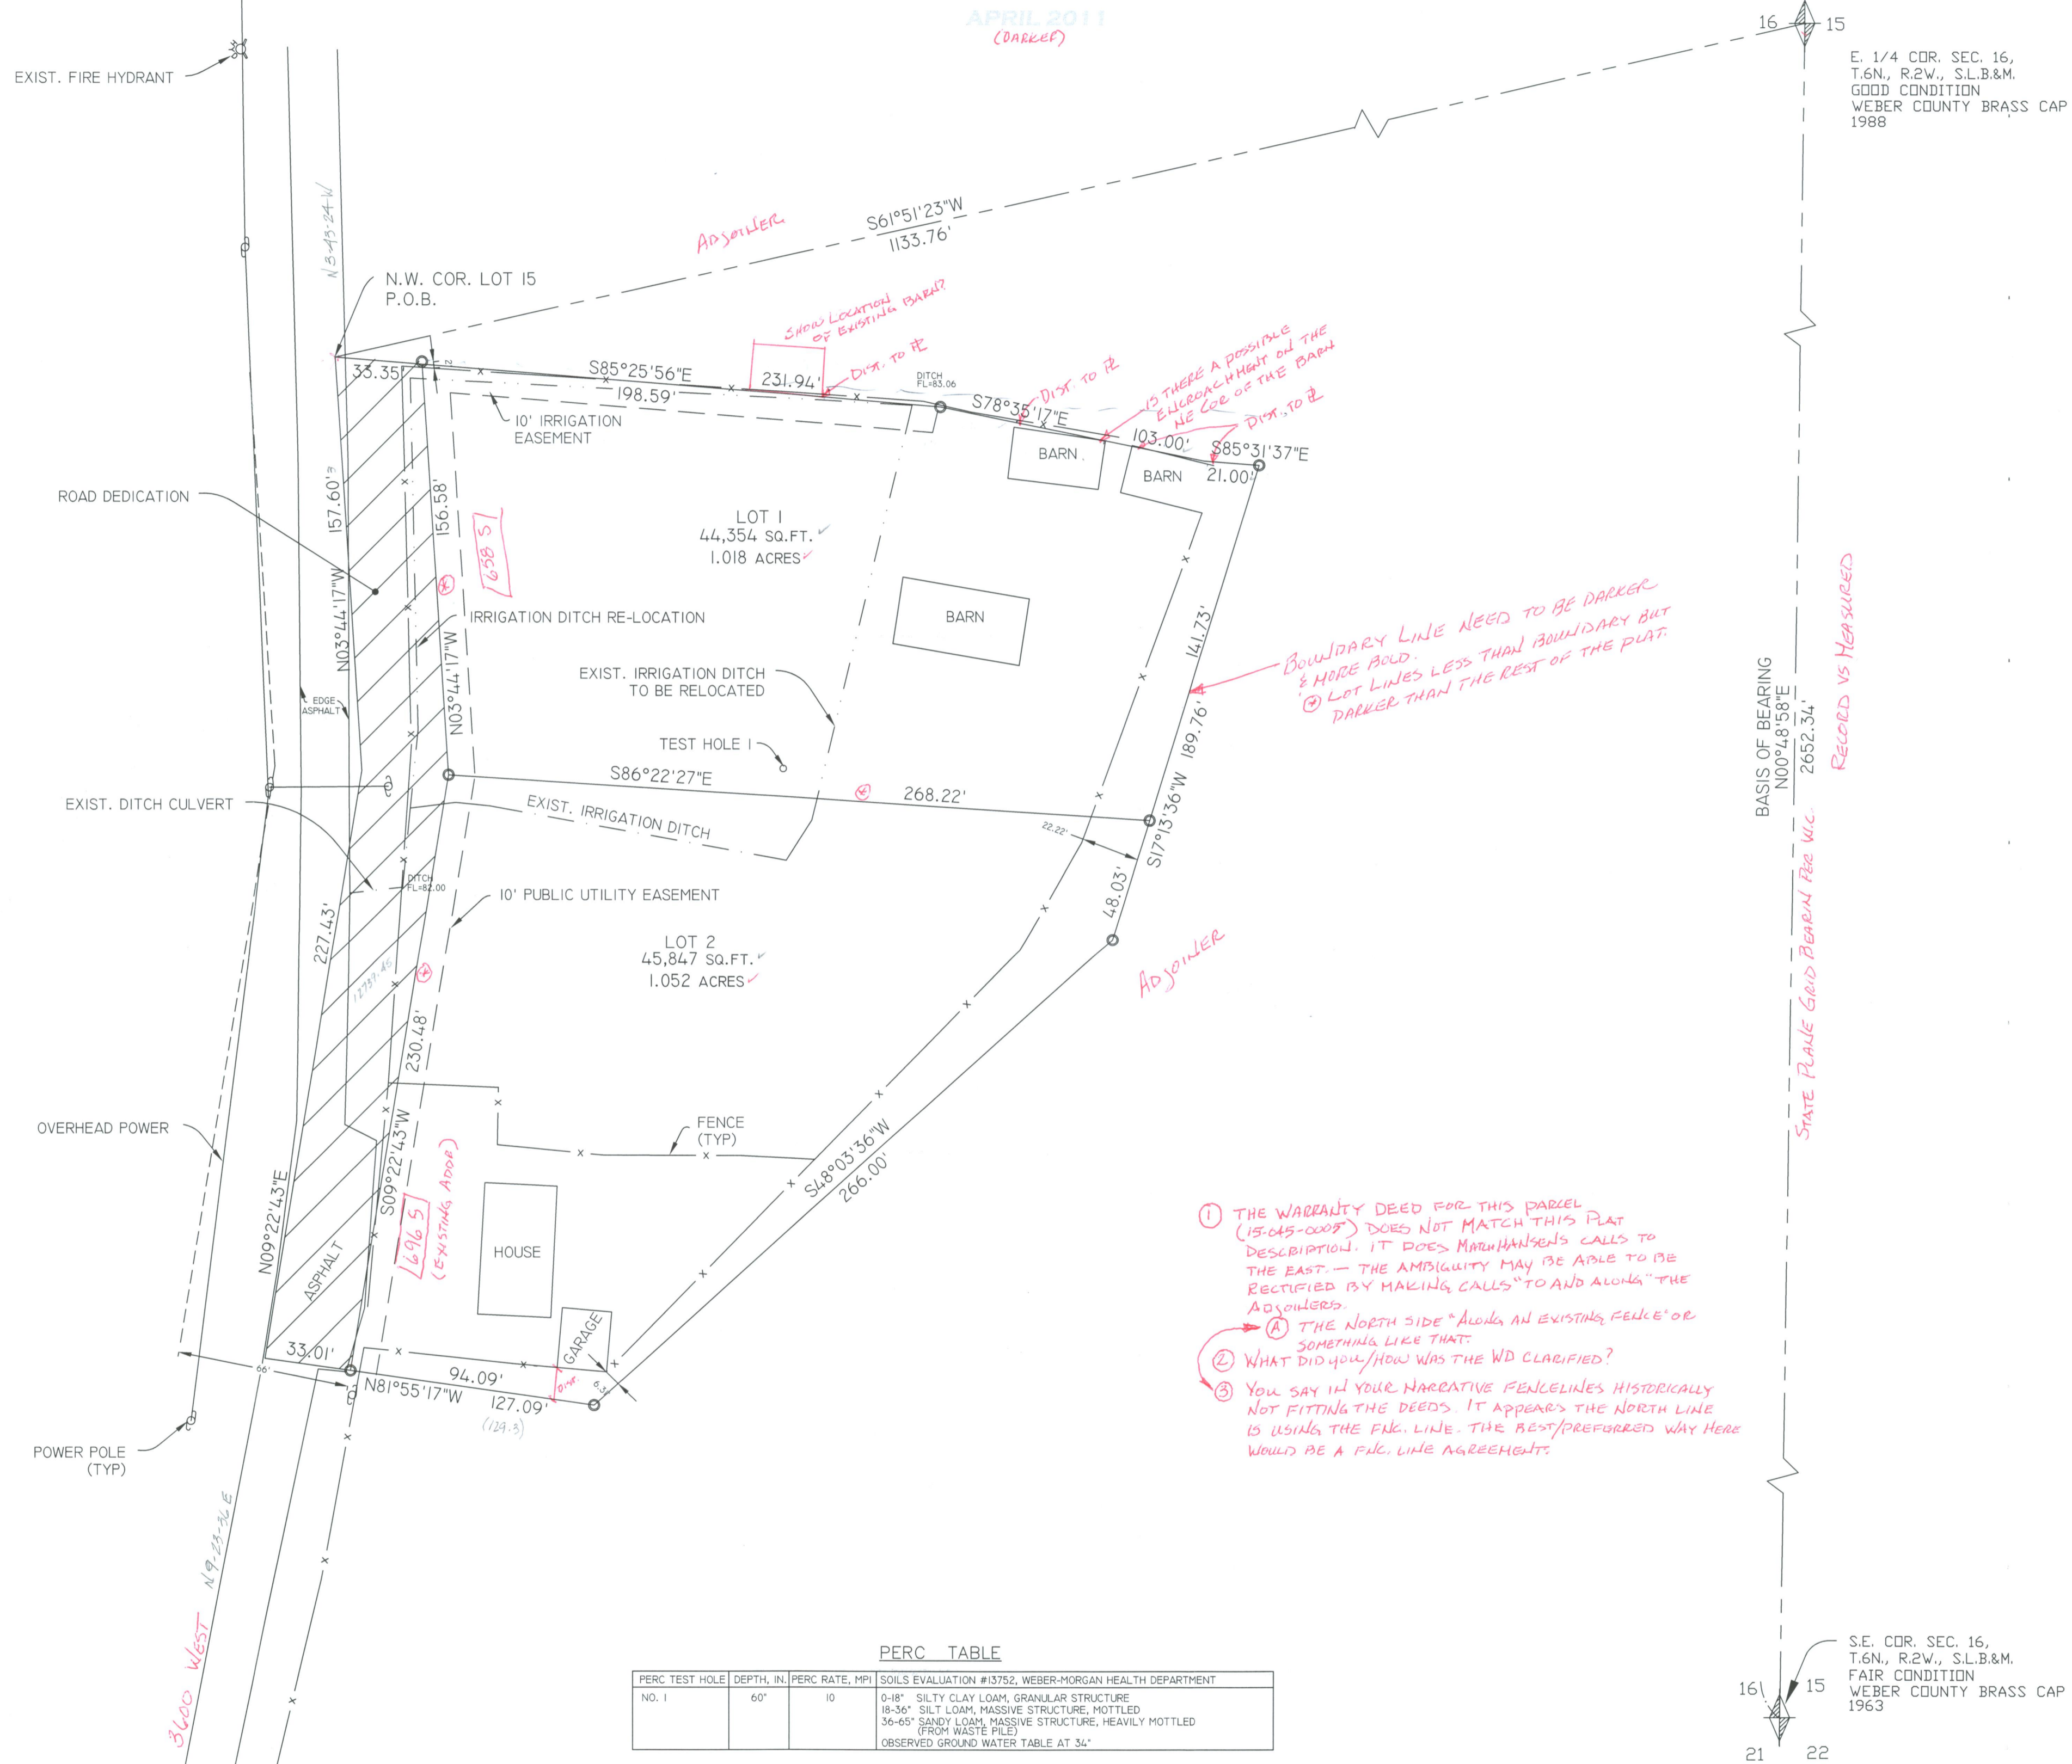 APRIL 2011
(DARKER)
16 15
E. 1/4 COR. SEC. 16,
T.6N., R.2W., S.L.B.&M.
GOOD CONDITION
WEBER COUNTY BRASS CAP
1988
EXIST. FIRE HYDRANT
N3-43-24W
S61°51'23"W
1133.76'
ADJOINER
N.W. COR. LOT 15
P.O.B.
SHOW LOCATION
OF EXISTING BARN?
DIST. TO PL
33.35'
S85°25'56"E
231.94'
198.59'
DITCH
FL=83.06
DIST. TO PL
IS THERE A POSSIBLE
ENCROACHMENT ON THE
NE COR OF THE BARN
DIST. TO PL
S78°35'17"E
103.00'
S85°31'37"E
21.00'
10' IRRIGATION
EASEMENT
BARN
BARN
ROAD DEDICATION
157.60'
N03°44'17"W
156.58'
N03°44'17"W
658 S
LOT 1
44,354 SQ.FT.
1.018 ACRES
IRRIGATION DITCH RE-LOCATION
BARN
EXIST. IRRIGATION DITCH
TO BE RELOCATED
EDGE
ASPHALT
TEST HOLE 1
141.73'
189.76'
S17°13'36"W
BOUNDARY LINE NEED TO BE DARKER
& MORE BOLD.
* LOT LINES LESS THAN BOUNDARY BUT
DARKER THAN THE REST OF THE PLAT.
BASIS OF BEARING
N00°48'58"E
2652.34'
RECORD VS MEASURED
STATE PLANE GRID BEARIN PER W.C.
S86°22'27"E
268.22'
EXIST. DITCH CULVERT
EXIST. IRRIGATION DITCH
22.22'
48.03'
DITCH
FL=82.00
10' PUBLIC UTILITY EASEMENT
227.43'
12739.45
LOT 2
45,847 SQ.FT.
1.052 ACRES
ADJOINER
230.48'
S09°22'43"W
OVERHEAD POWER
FENCE
(TYP)
S48°03'36"W
266.00'
N09°22'43"E
696 S
(EXISTING ADDR)
ASPHALT
HOUSE
GARAGE
33.01'
66'
94.09'
N81°55'17"W
127.09'
(129.3)
DIST.
6.3
POWER POLE
(TYP)
N9-23-36E
3600 WEST
1 THE WARRANTY DEED FOR THIS PARCEL
(15-045-0005) DOES NOT MATCH THIS PLAT
DESCRIPTION. IT DOES MATCH HANSENS CALLS TO
THE EAST. — THE AMBIGUITY MAY BE ABLE TO BE
RECTIFIED BY MAKING CALLS "TO AND ALONG" THE
ADJOINERS.
A THE NORTH SIDE "ALONG AN EXISTING FENCE" OR
SOMETHING LIKE THAT.
2 WHAT DID YOU/HOW WAS THE WD CLARIFIED?
3 YOU SAY IN YOUR NARRATIVE FENCELINES HISTORICALLY
NOT FITTING THE DEEDS. IT APPEARS THE NORTH LINE
IS USING THE FNC. LINE. THE BEST/PREFERRED WAY HERE
WOULD BE A FNC. LINE AGREEMENT.
PERC TABLE
PERC TEST HOLE DEPTH, IN. PERC RATE, MPI SOILS EVALUATION #13752, WEBER-MORGAN HEALTH DEPARTMENT
NO. 1 60" 10 0-18" SILTY CLAY LOAM, GRANULAR STRUCTURE
18-36" SILT LOAM, MASSIVE STRUCTURE, MOTTLED
36-65" SANDY LOAM, MASSIVE STRUCTURE, HEAVILY MOTTLED
(FROM WASTE PILE)
OBSERVED GROUND WATER TABLE AT 34"
S.E. COR. SEC. 16,
T.6N., R.2W., S.L.B.&M.
FAIR CONDITION
WEBER COUNTY BRASS CAP
1963
16 15
21 22